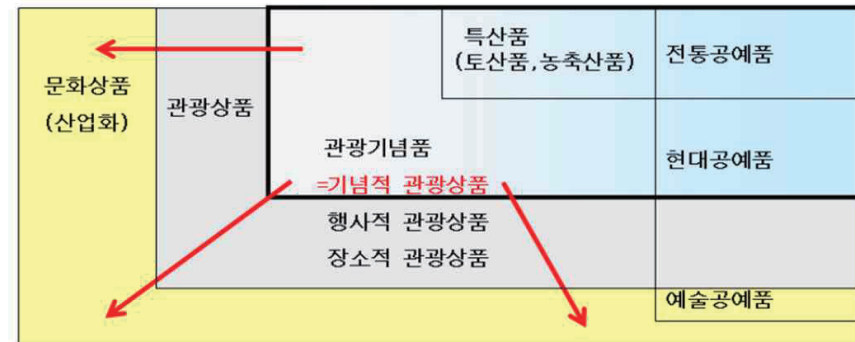 문화상품
(산업화)
관광상품
특산품
(토산품,농축산품)
전통공예품
관광기념품
=기념적 관광상품
현대공예품
행사적 관광상품
장소적 관광상품
예술공예품